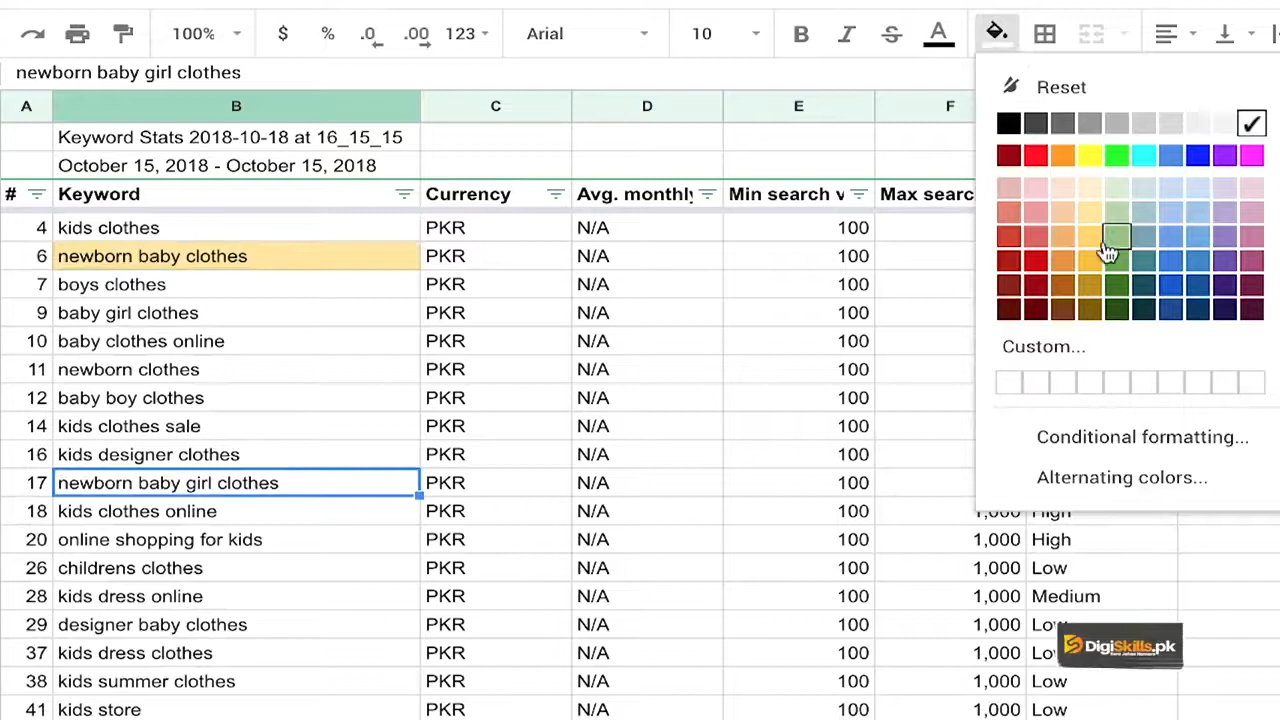 100% $ % .0 .00 123 Arial 10 B I S A
newborn baby girl clothes
Reset
A B C D E F
Keyword Stats 2018-10-18 at 16_15_15
October 15, 2018 - October 15, 2018
# Keyword Currency Avg. monthly Min search v Max searc
4 kids clothes PKR N/A 100
6 newborn baby clothes PKR N/A 100
7 boys clothes PKR N/A 100
9 baby girl clothes PKR N/A 100
10 baby clothes online PKR N/A 100
Custom...
11 newborn clothes PKR N/A 100
12 baby boy clothes PKR N/A 100
14 kids clothes sale PKR N/A 100
Conditional formatting...
16 kids designer clothes PKR N/A 100
17 newborn baby girl clothes PKR N/A 100
Alternating colors...
18 kids clothes online PKR N/A 100 1,000 High
20 online shopping for kids PKR N/A 100 1,000 High
26 childrens clothes PKR N/A 100 1,000 Low
28 kids dress online PKR N/A 100 1,000 Medium
29 designer baby clothes PKR N/A 100 1,000 Lo
DigiSkills.pk
37 kids dress clothes PKR N/A 100 1,000 Lo
38 kids summer clothes PKR N/A 100 1,000 Low
41 kids store PKR N/A 100 1,000 Low